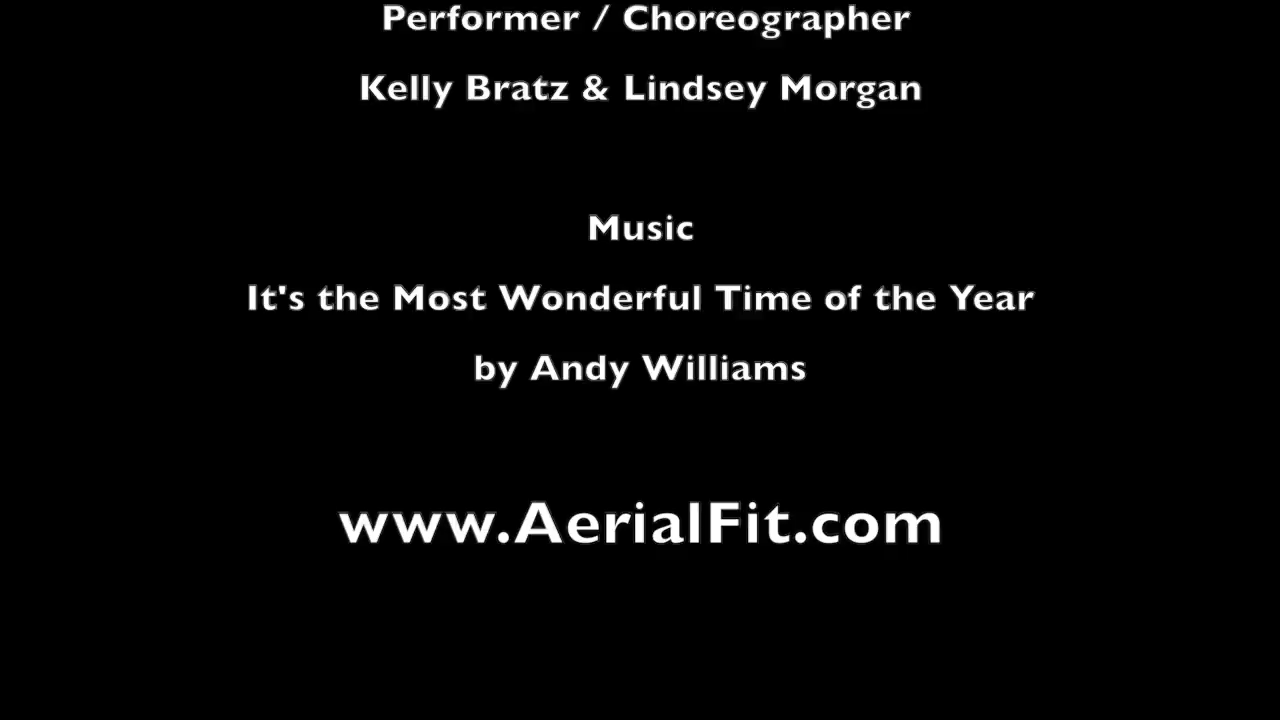 Performer / Choreographer
Kelly Bratz & Lindsey Morgan
Music
It's the Most Wonderful Time of the Year
by Andy Williams
www.AerialFit.com